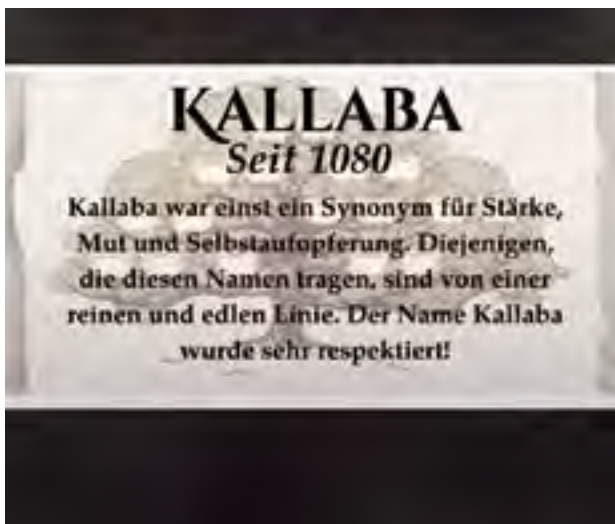 KALLABA
Seit 1080
Kallaba war einst ein Synonym für Stärke,
Mut und Selbstaufopferung. Diejenigen,
die diesen Namen tragen, sind von einer
reinen und edlen Linie. Der Name Kallaba
wurde sehr respektiert!